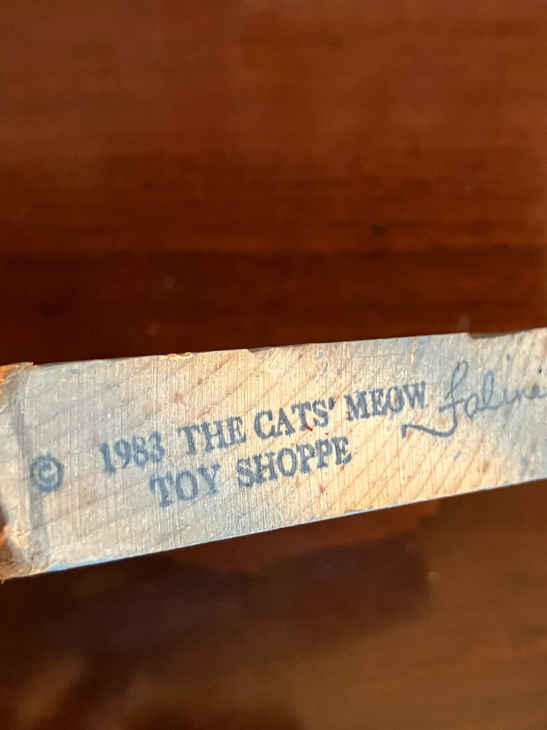 © 1983 THE CATS' MEOW Faline
TOY SHOPPE